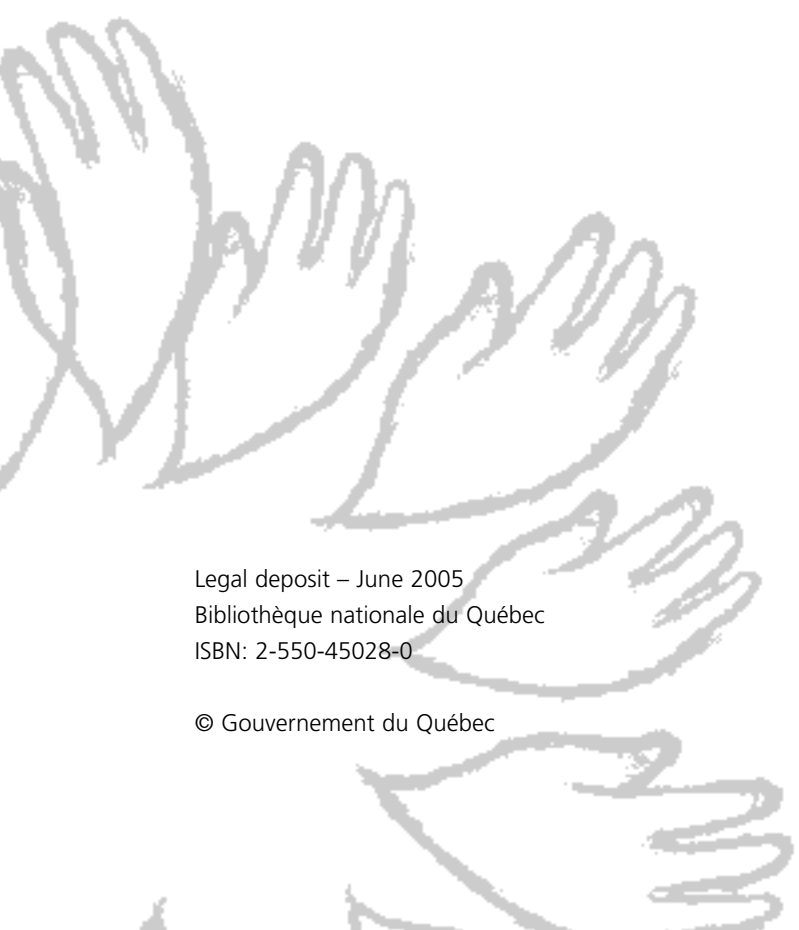 Legal deposit – June 2005
Bibliothèque nationale du Québec
ISBN: 2-550-45028-0
© Gouvernement du Québec